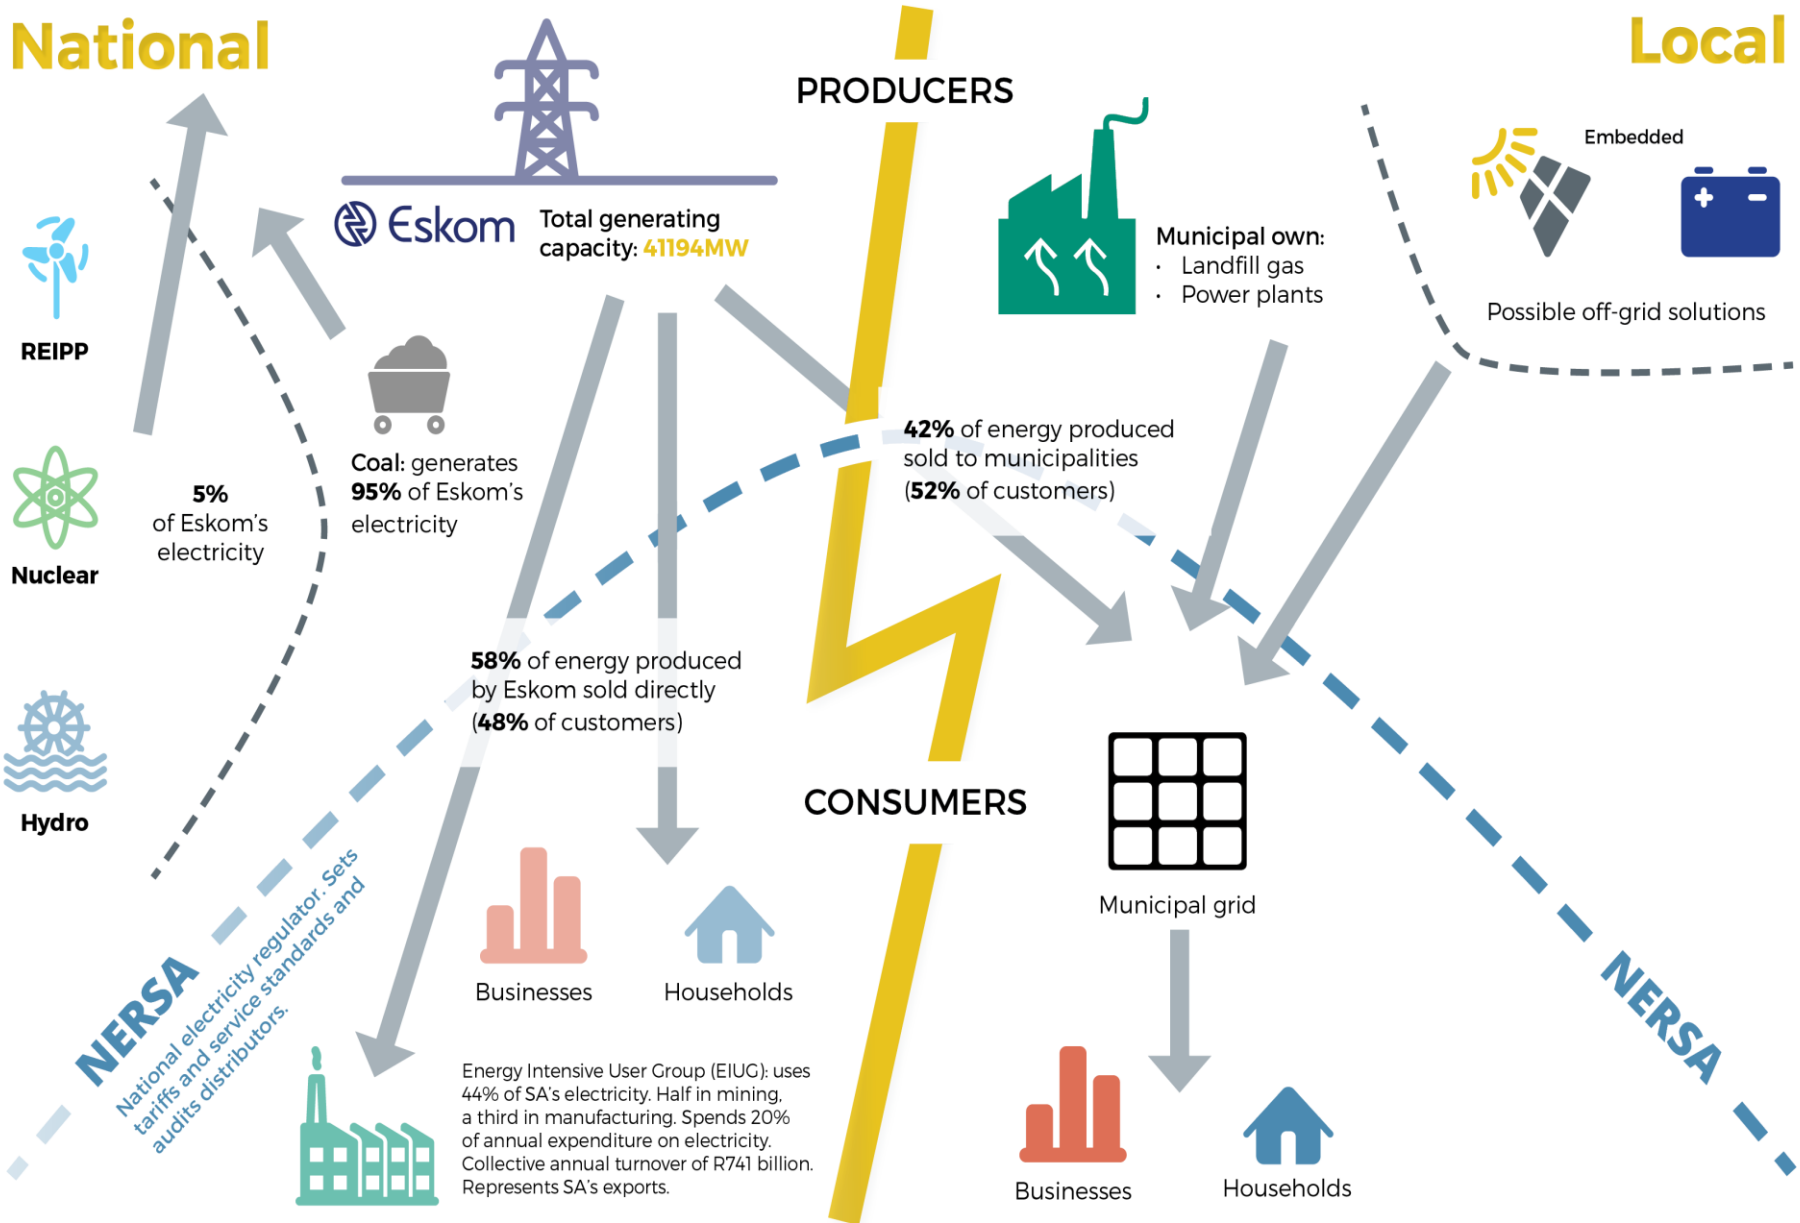 National
PRODUCERS
Local
Eskom
Total generating
capacity: 41194MW
Embedded
Municipal own:
· Landfill gas
· Power plants
Possible off-grid solutions
REIPP
Coal: generates
95% of Eskom's
electricity
5%
of Eskom's
electricity
Nuclear
Hydro
42% of energy produced
sold to municipalities
(52% of customers)
58% of energy produced
by Eskom sold directly
(48% of customers)
CONSUMERS
Municipal grid
Businesses
Households
NERSA
National electricity regulator. Sets
tariffs and service standards and
audits distributors.
NERSA
Energy Intensive User Group (EIUG): uses
44% of SA's electricity. Half in mining,
a third in manufacturing. Spends 20%
of annual expenditure on electricity.
Collective annual turnover of R741 billion.
Represents SA's exports.
Businesses
Households